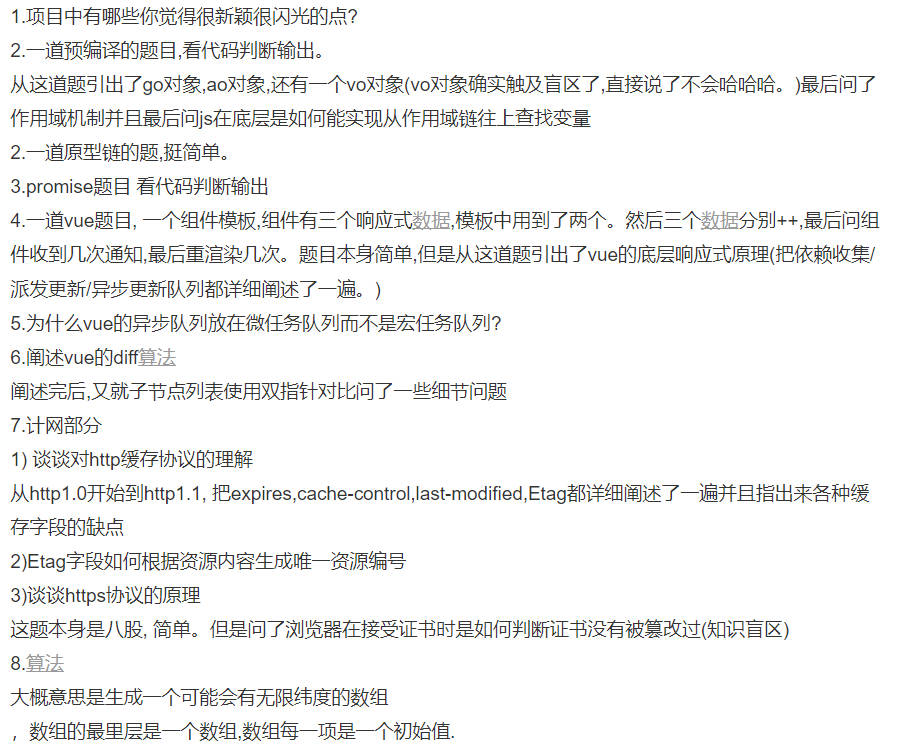 1.项目中有哪些你觉得很新颖很闪光的点?
2.一道预编译的题目,看代码判断输出。
从这道题引出了go对象,ao对象,还有一个vo对象(vo对象确实触及盲区了,直接说了不会哈哈哈。)最后问了
作用域机制并且最后问js在底层是如何能实现从作用域链往上查找变量
2.一道原型链的题,挺简单。
3.promise题目 看代码判断输出
4.一道vue题目, 一个组件模板,组件有三个响应式数据,模板中用到了两个。然后三个数据分别++,最后问组
件收到几次通知,最后重渲染几次。题目本身简单,但是从这道题引出了vue的底层响应式原理(把依赖收集/
派发更新/异步更新队列都详细阐述了一遍。)
5.为什么vue的异步队列放在微任务队列而不是宏任务队列?
6.阐述vue的diff算法
阐述完后,又就子节点列表使用双指针对比问了一些细节问题
7.计网部分
1) 谈谈对http缓存协议的理解
从http1.0开始到http1.1, 把expires,cache-control,last-modified,Etag都详细阐述了一遍并且指出来各种缓
存字段的缺点
2)Etag字段如何根据资源内容生成唯一资源编号
3)谈谈https协议的原理
这题本身是八股, 简单。但是问了浏览器在接受证书时是如何判断证书没有被篡改过(知识盲区)
8.算法
大概意思是生成一个可能会有无限纬度的数组
，数组的最里层是一个数组,数组每一项是一个初始值.